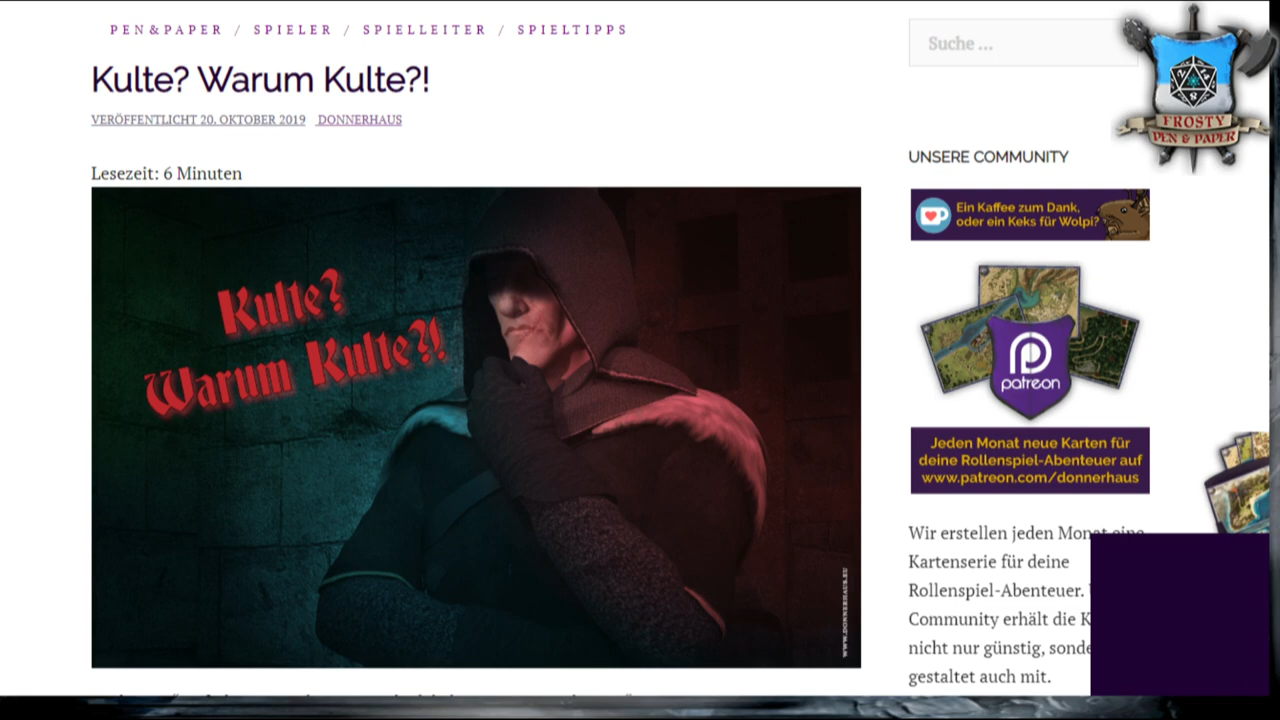 PEN&PAPER / SPIELER / SPIELLEITER / SPIELTIPPS
Kulte? Warum Kulte?!
VERÖFFENTLICHT 20. OKTOBER 2019 DONNERHAUS
Lesezeit: 6 Minuten
Kulte?
Warum Kulte?!
WWW.DONNERHAUS.EU
Suche ...
FROSTY
PEN & PAPER
UNSERE COMMUNITY
Ein Kaffee zum Dank,
oder ein Keks für Wolpi?
patreon
Jeden Monat neue Karten für
deine Rollenspiel-Abenteuer auf
www.patreon.com/donnerhaus
Wir erstellen jeden Monat eine
Kartenserie für deine
Rollenspiel-Abenteuer.
Community erhält die
nicht nur günstig,
gestaltet auch mit.